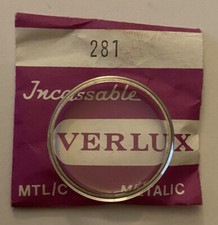 281
Incassable
VERLUX
MTL/C METALIC